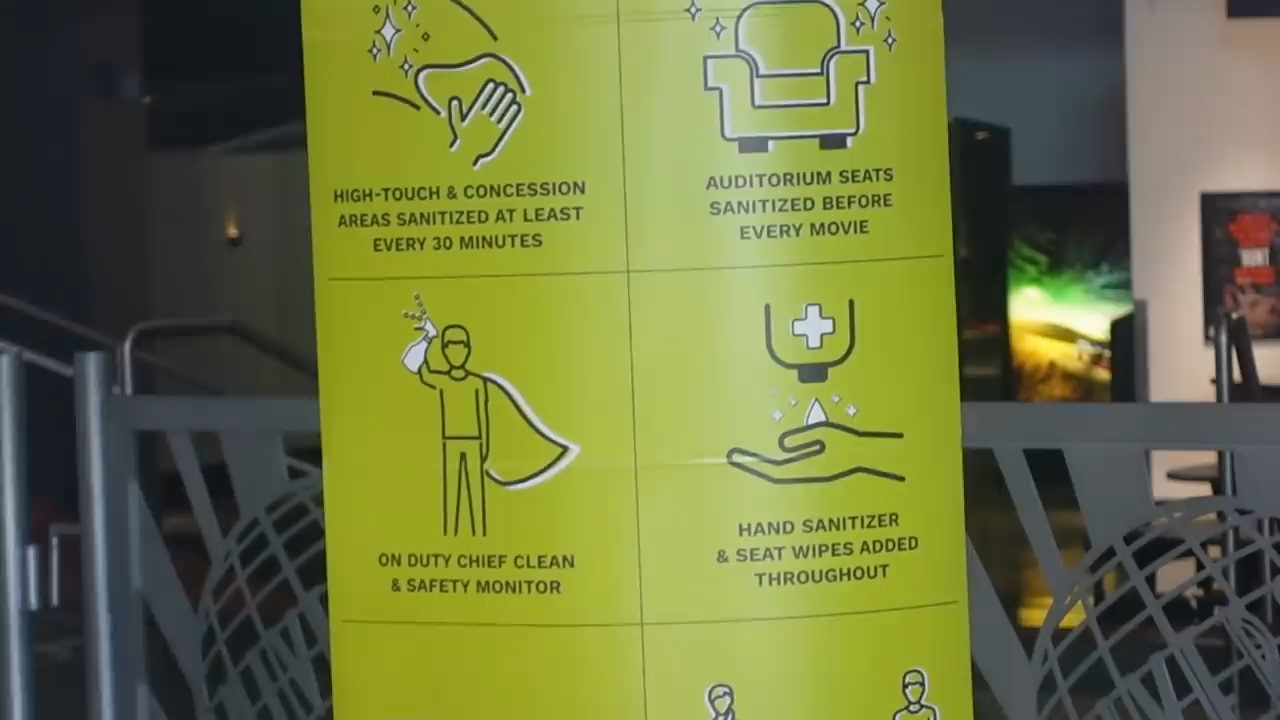 HIGH-TOUCH & CONCESSION
AREAS SANITIZED AT LEAST
EVERY 30 MINUTES
AUDITORIUM SEATS
SANITIZED BEFORE
EVERY MOVIE
ON DUTY CHIEF CLEAN
& SAFETY MONITOR
HAND SANITIZER
& SEAT WIPES ADDED
THROUGHOUT